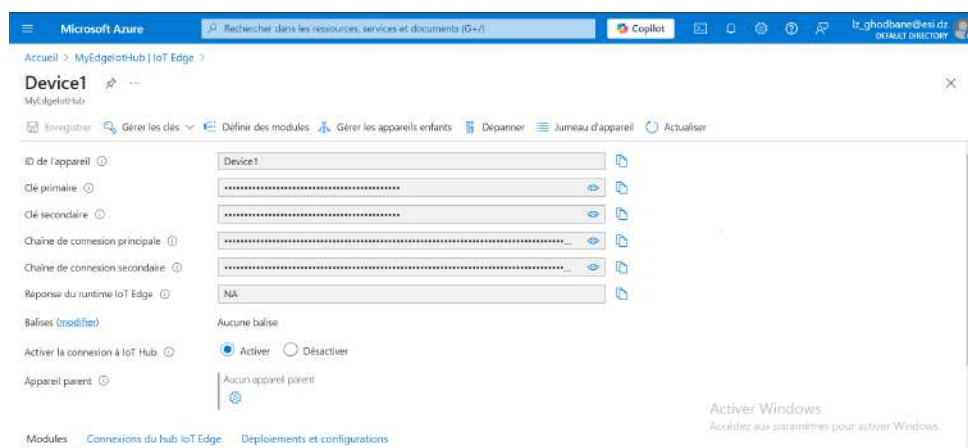 Microsoft Azure
Rechercher dans les ressources, services et documents (G+/)
Copilot
lz_ghodbane@esi.dz
DEFAULT DIRECTORY
Accueil > MyEdgeIotHub | IoT Edge >
Device1
MyEdgeIotHub
Enregistrer Gérer les clés Définir des modules Gérer les appareils enfants Dépanner Jumeau d'appareil Actualiser
ID de l'appareil Device1
Clé primaire
Clé secondaire
Chaîne de connexion principale
Chaîne de connexion secondaire
Réponse du runtime IoT Edge NA
Balises (modifier) Aucune balise
Activer la connexion à IoT Hub Activer Désactiver
Appareil parent Aucun appareil parent
Activer Windows
Accédez aux paramètres pour activer Windows.
Modules Connexions du hub IoT Edge Déploiements et configurations